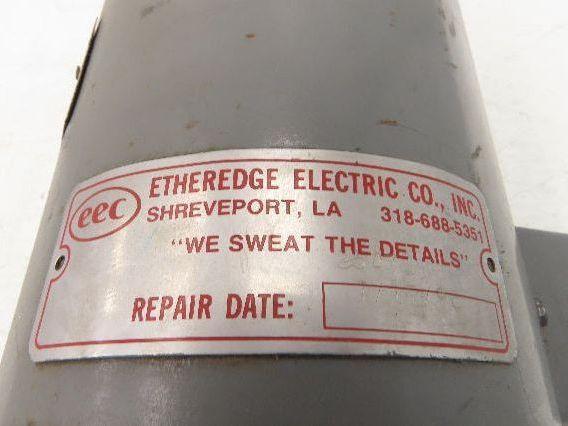 eec
ETHEREDGE ELECTRIC CO., INC.
SHREVEPORT, LA 318-688-5351
"WE SWEAT THE DETAILS"
REPAIR DATE: